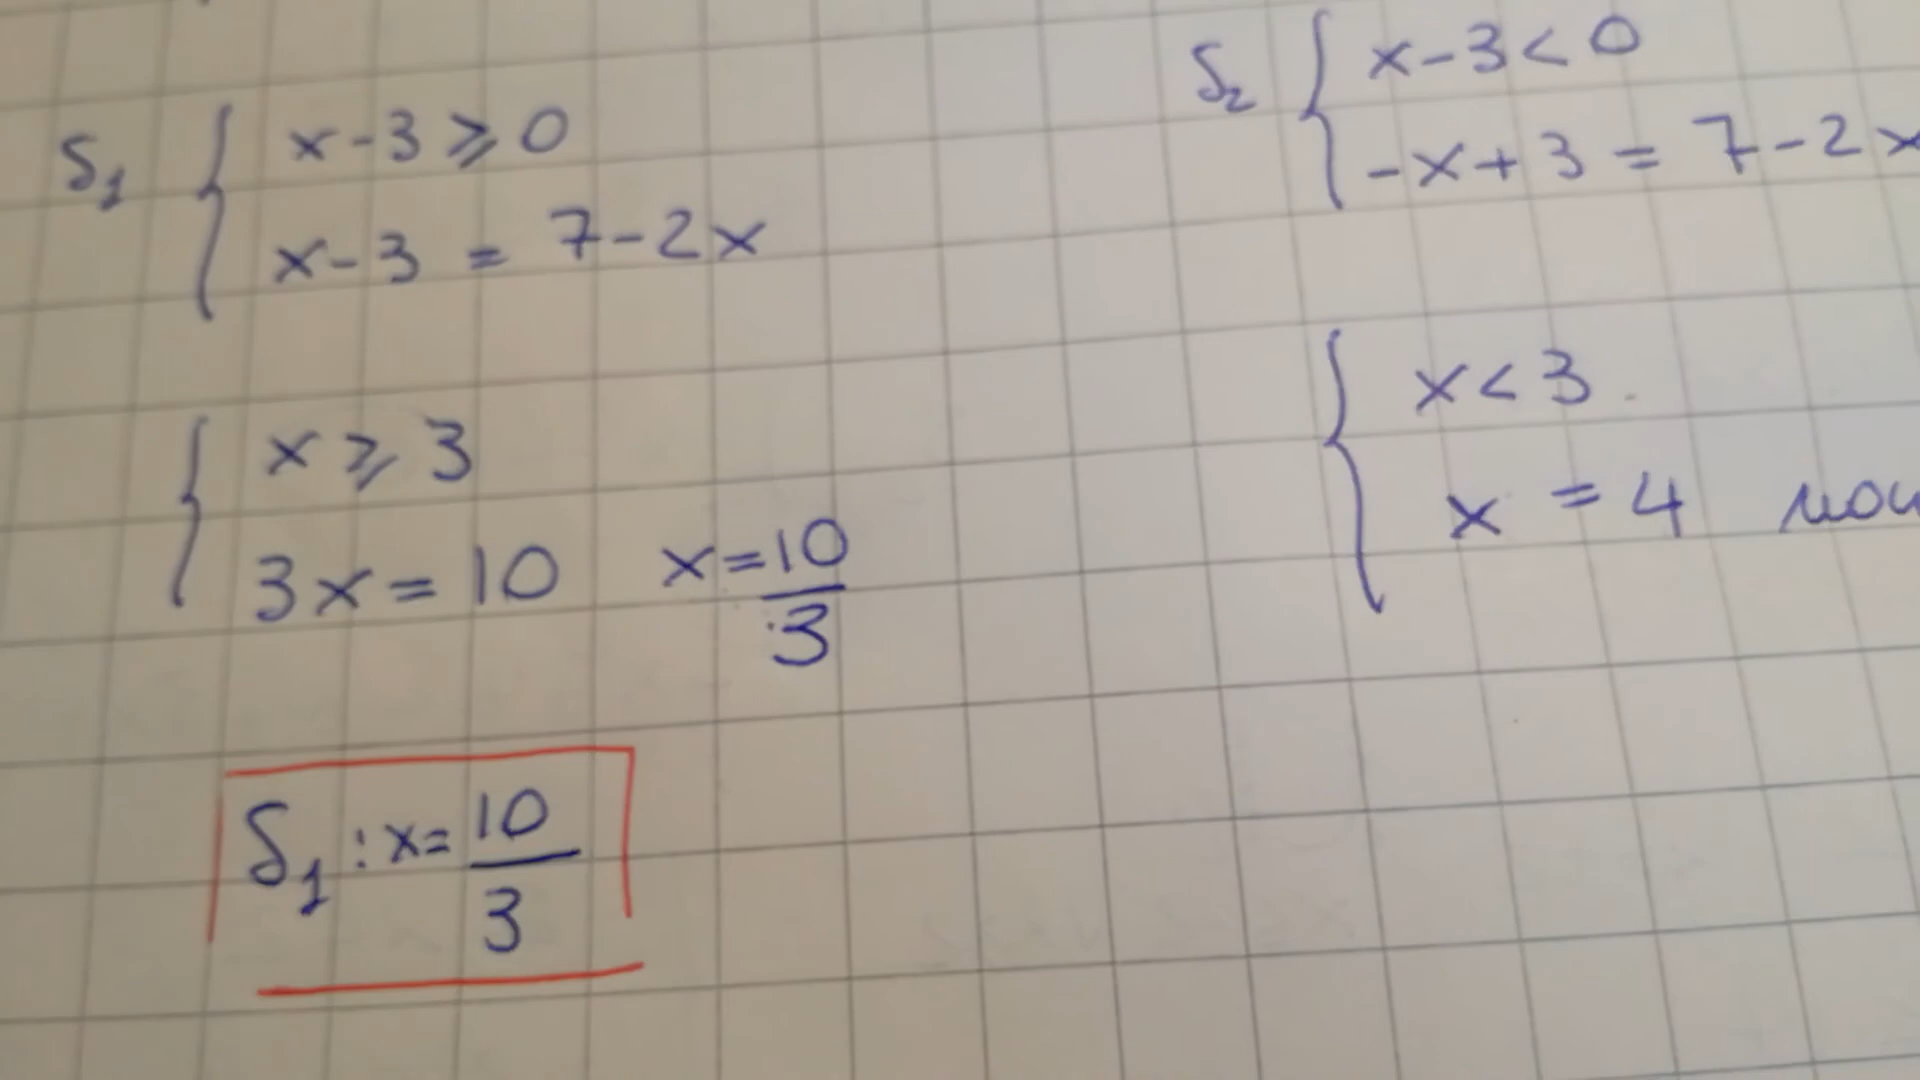 S₁ { x-3 ⩾ 0
x-3 = 7-2x
{ x ⩾ 3
3x = 10 x = 10/3
S₁ : x = 10/3
S₂ { x-3 < 0
-x+3 = 7-2x
{ x < 3
x = 4